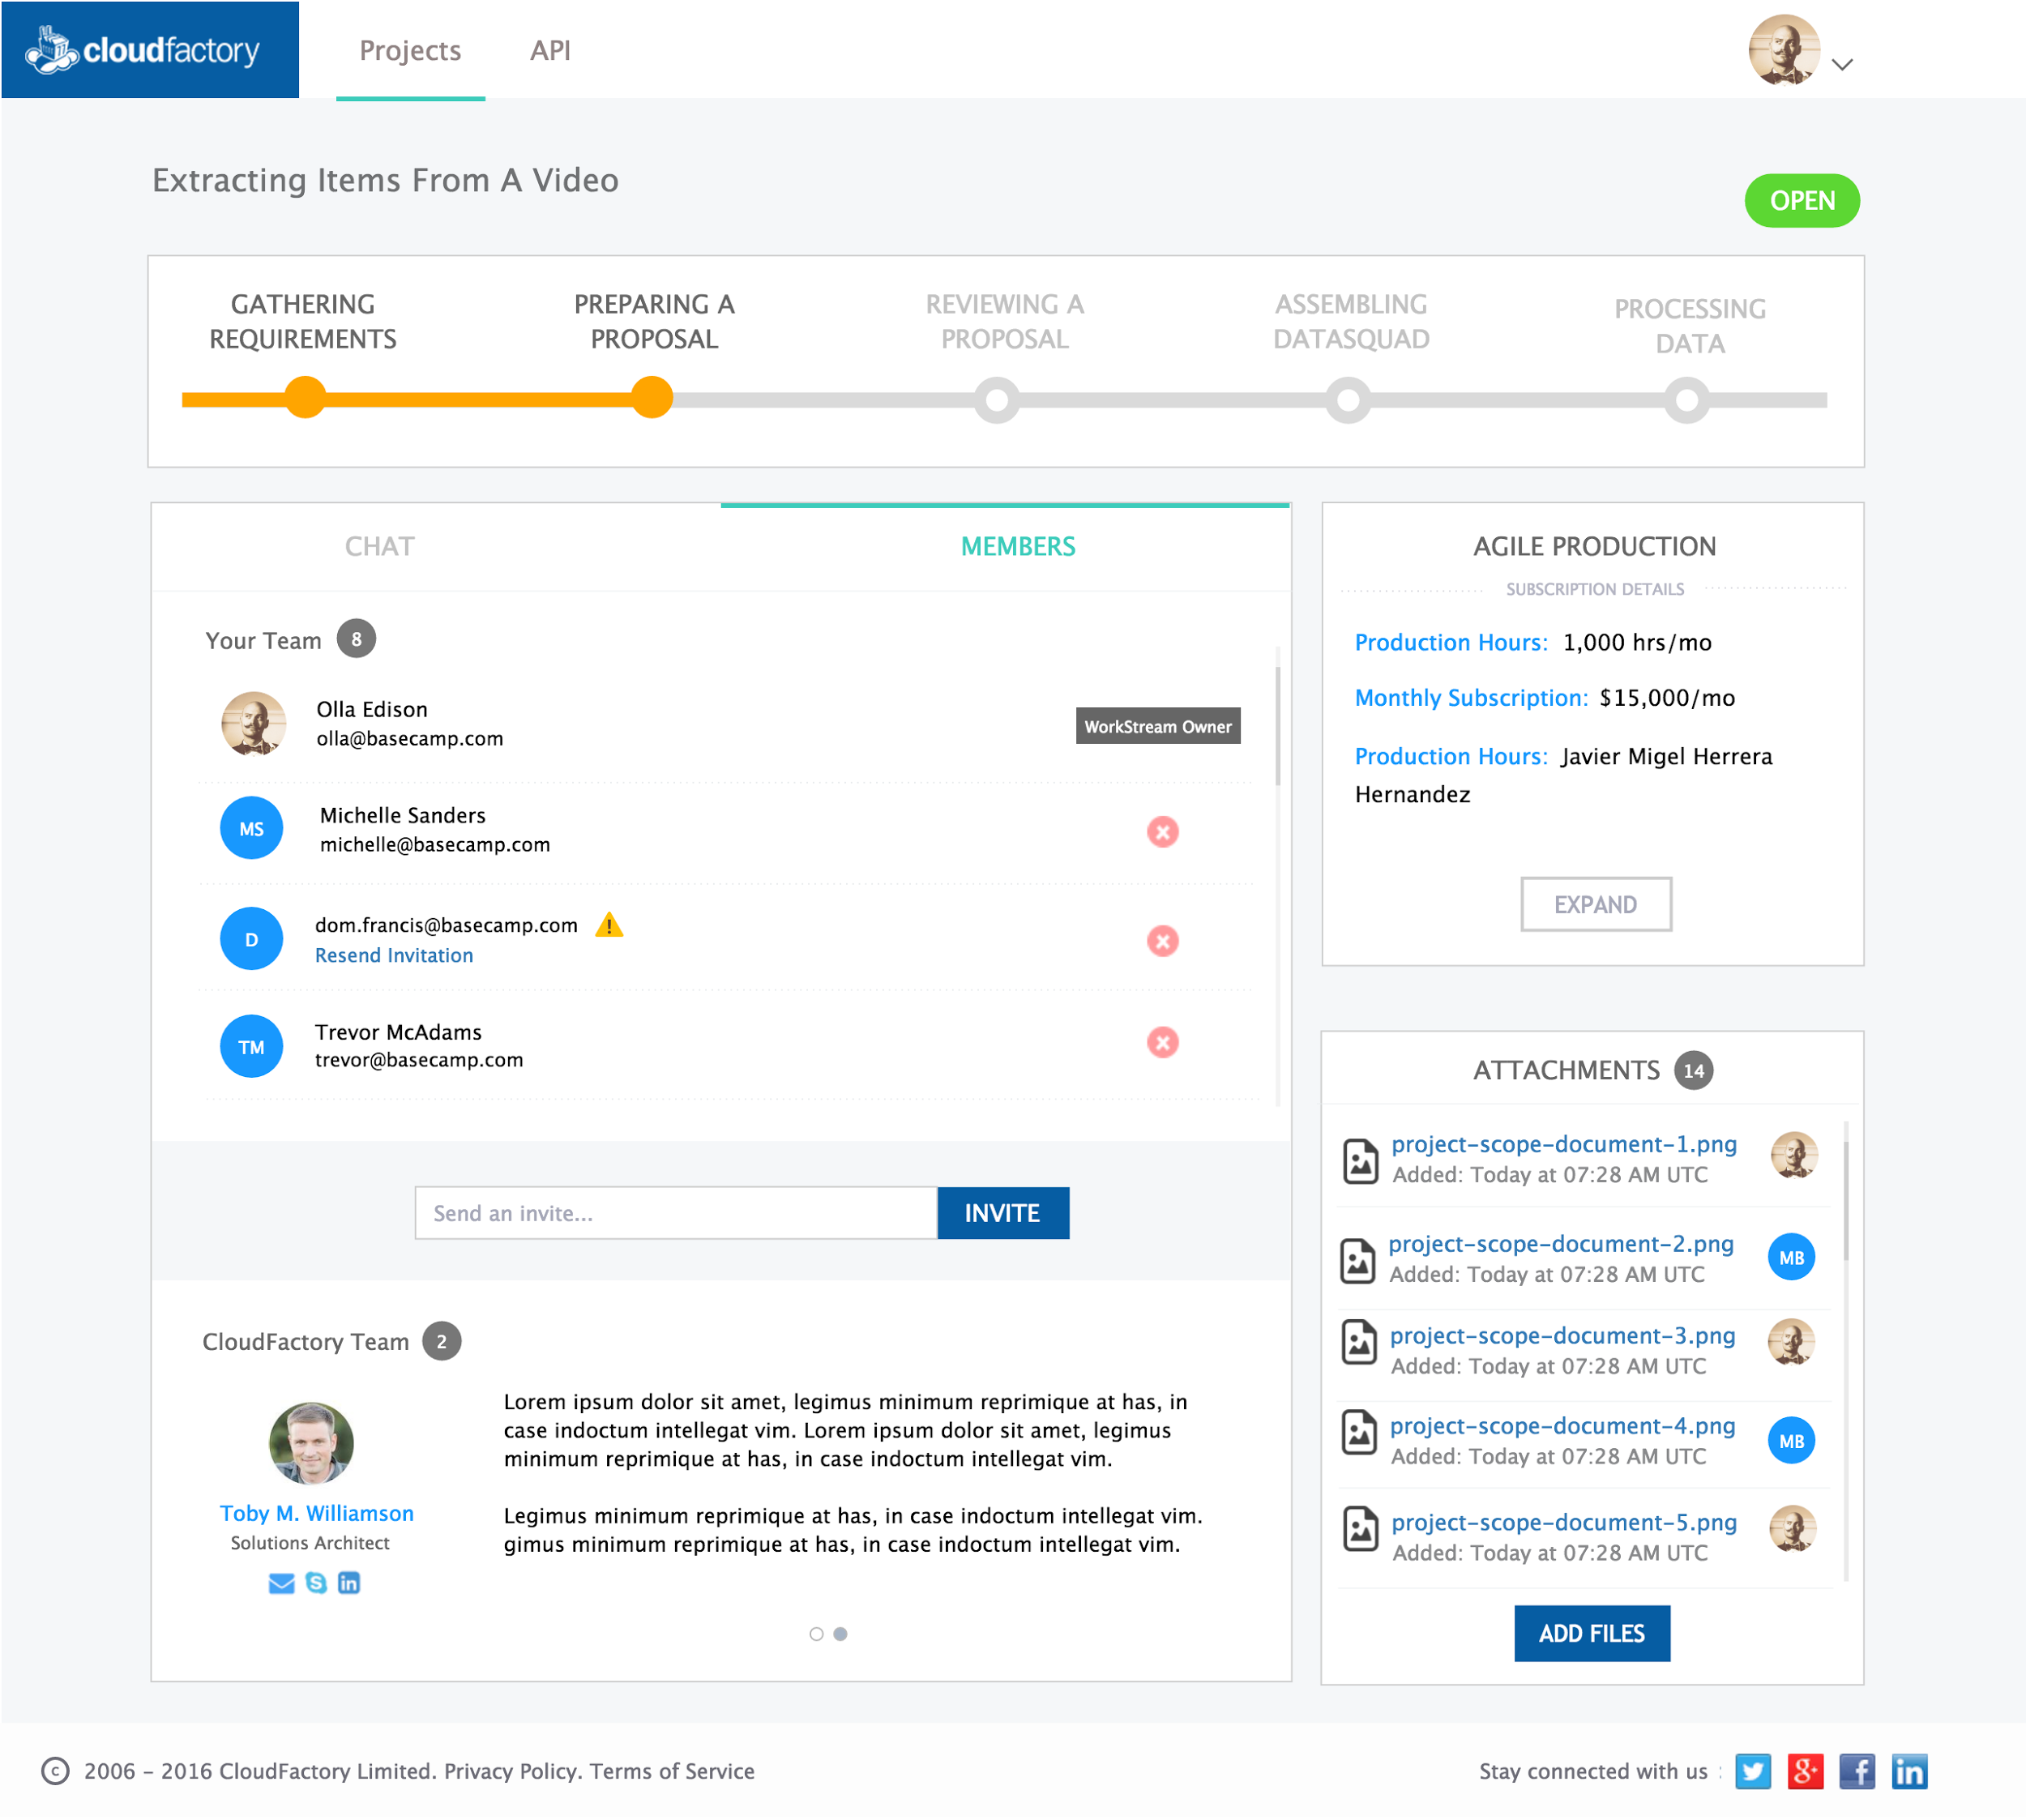 cloudfactory
Projects
API
Extracting Items From A Video
OPEN
GATHERING
REQUIREMENTS
PREPARING A
PROPOSAL
REVIEWING A
PROPOSAL
ASSEMBLING
DATASQUAD
PROCESSING
DATA
CHAT
MEMBERS
Your Team 8
Olla Edison
olla@basecamp.com
WorkStream Owner
MS
Michelle Sanders
michelle@basecamp.com
D
dom.francis@basecamp.com
Resend Invitation
TM
Trevor McAdams
trevor@basecamp.com
Send an invite...
INVITE
CloudFactory Team 2
Toby M. Williamson
Solutions Architect
Lorem ipsum dolor sit amet, legimus minimum reprimique at has, in
case indoctum intellegat vim. Lorem ipsum dolor sit amet, legimus
minimum reprimique at has, in case indoctum intellegat vim.
Legimus minimum reprimique at has, in case indoctum intellegat vim.
gimus minimum reprimique at has, in case indoctum intellegat vim.
AGILE PRODUCTION
SUBSCRIPTION DETAILS
Production Hours: 1,000 hrs/mo
Monthly Subscription: $15,000/mo
Production Hours: Javier Migel Herrera
Hernandez
EXPAND
ATTACHMENTS 14
project-scope-document-1.png
Added: Today at 07:28 AM UTC
project-scope-document-2.png
Added: Today at 07:28 AM UTC
MB
project-scope-document-3.png
Added: Today at 07:28 AM UTC
project-scope-document-4.png
Added: Today at 07:28 AM UTC
MB
project-scope-document-5.png
Added: Today at 07:28 AM UTC
ADD FILES
© 2006 - 2016 CloudFactory Limited. Privacy Policy. Terms of Service
Stay connected with us :